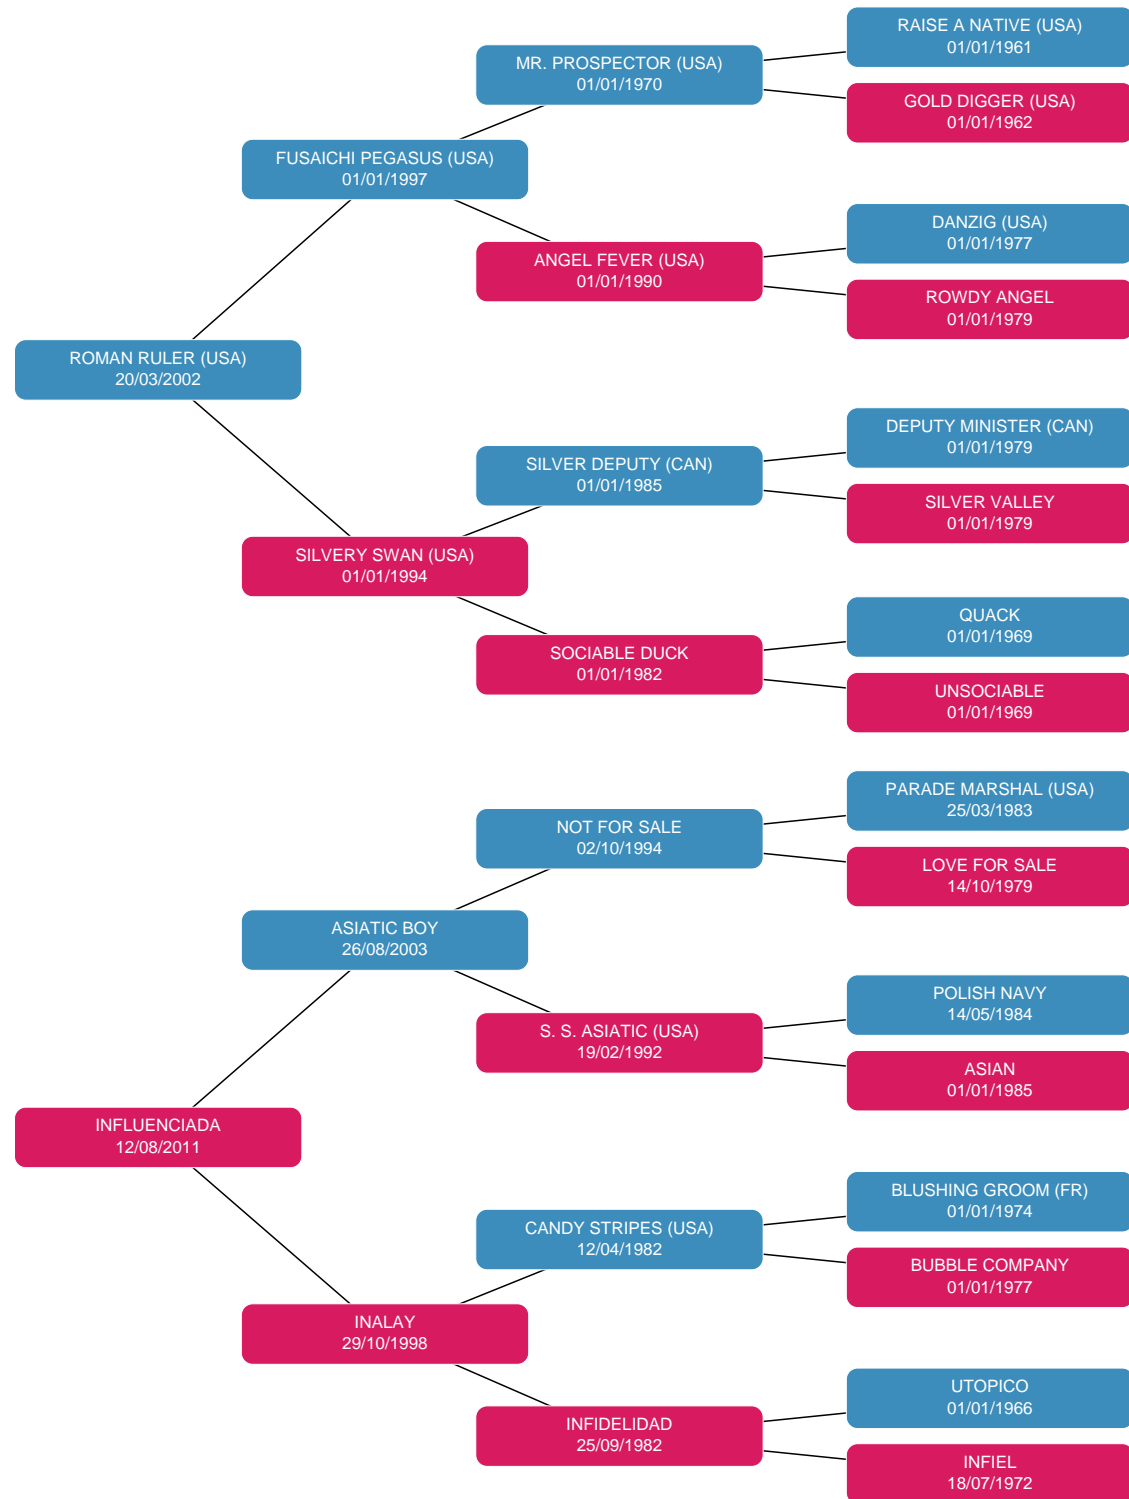 RAISE A NATIVE (USA)
01/01/1961
MR. PROSPECTOR (USA)
01/01/1970
GOLD DIGGER (USA)
01/01/1962
FUSAICHI PEGASUS (USA)
01/01/1997
DANZIG (USA)
01/01/1977
ANGEL FEVER (USA)
01/01/1990
ROWDY ANGEL
01/01/1979
ROMAN RULER (USA)
20/03/2002
DEPUTY MINISTER (CAN)
01/01/1979
SILVER DEPUTY (CAN)
01/01/1985
SILVER VALLEY
01/01/1979
SILVERY SWAN (USA)
01/01/1994
QUACK
01/01/1969
SOCIABLE DUCK
01/01/1982
UNSOCIABLE
01/01/1969
PARADE MARSHAL (USA)
25/03/1983
NOT FOR SALE
02/10/1994
LOVE FOR SALE
14/10/1979
ASIATIC BOY
26/08/2003
POLISH NAVY
14/05/1984
S. S. ASIATIC (USA)
19/02/1992
ASIAN
01/01/1985
INFLUENCIADA
12/08/2011
BLUSHING GROOM (FR)
01/01/1974
CANDY STRIPES (USA)
12/04/1982
BUBBLE COMPANY
01/01/1977
INALAY
29/10/1998
UTOPICO
01/01/1966
INFIDELIDAD
25/09/1982
INFIEL
18/07/1972